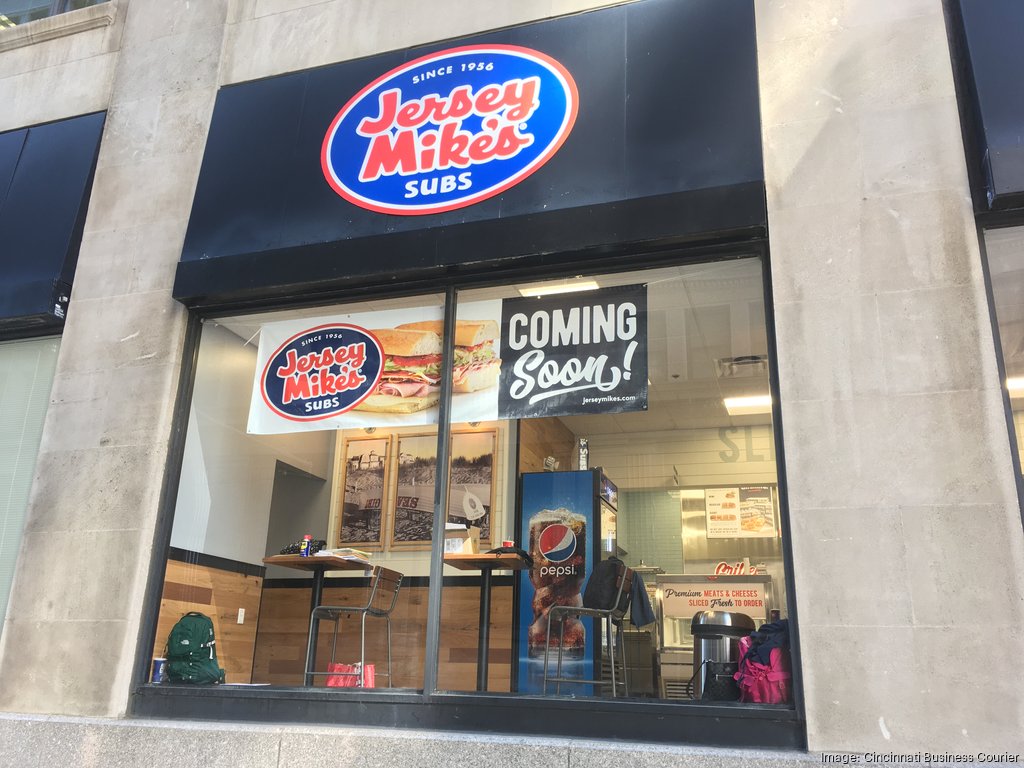 SINCE 1956
Jersey
Mike's
SUBS
SINCE 1956
Jersey
Mike's
SUBS
COMING
Soon!
jerseymikes.com
SL
pepsi.
Premium MEATS & CHEESES
SLICED Fresh TO ORDER
Image: Cincinnati Business Courier